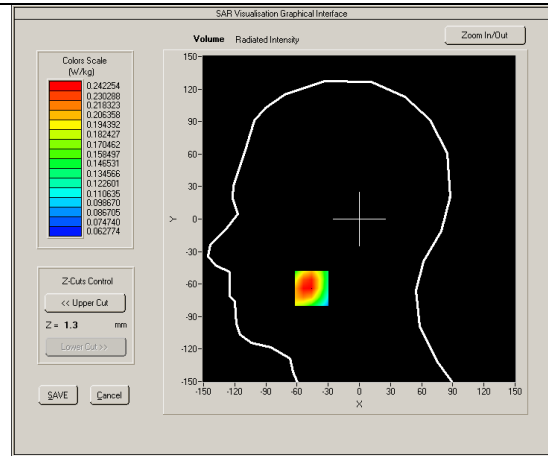 SAR Visualisation Graphical Interface
Volume Radiated Intensity
Zoom In/Out
Colors Scale
(W/kg)
0.242254
0.230288
0.218323
0.206358
0.194392
0.182427
0.170462
0.158497
0.146531
0.134566
0.122601
0.110635
0.098670
0.086705
0.074740
0.062774
Z-Cuts Control
<< Upper Cut
Z = 1.3 mm
Lower Cut >>
SAVE Cancel
150
120
90
60
30
0
-30
-60
-90
-120
-150
Y
-150 -120 -90 -60 -30 0 30 60 90 120 150
X